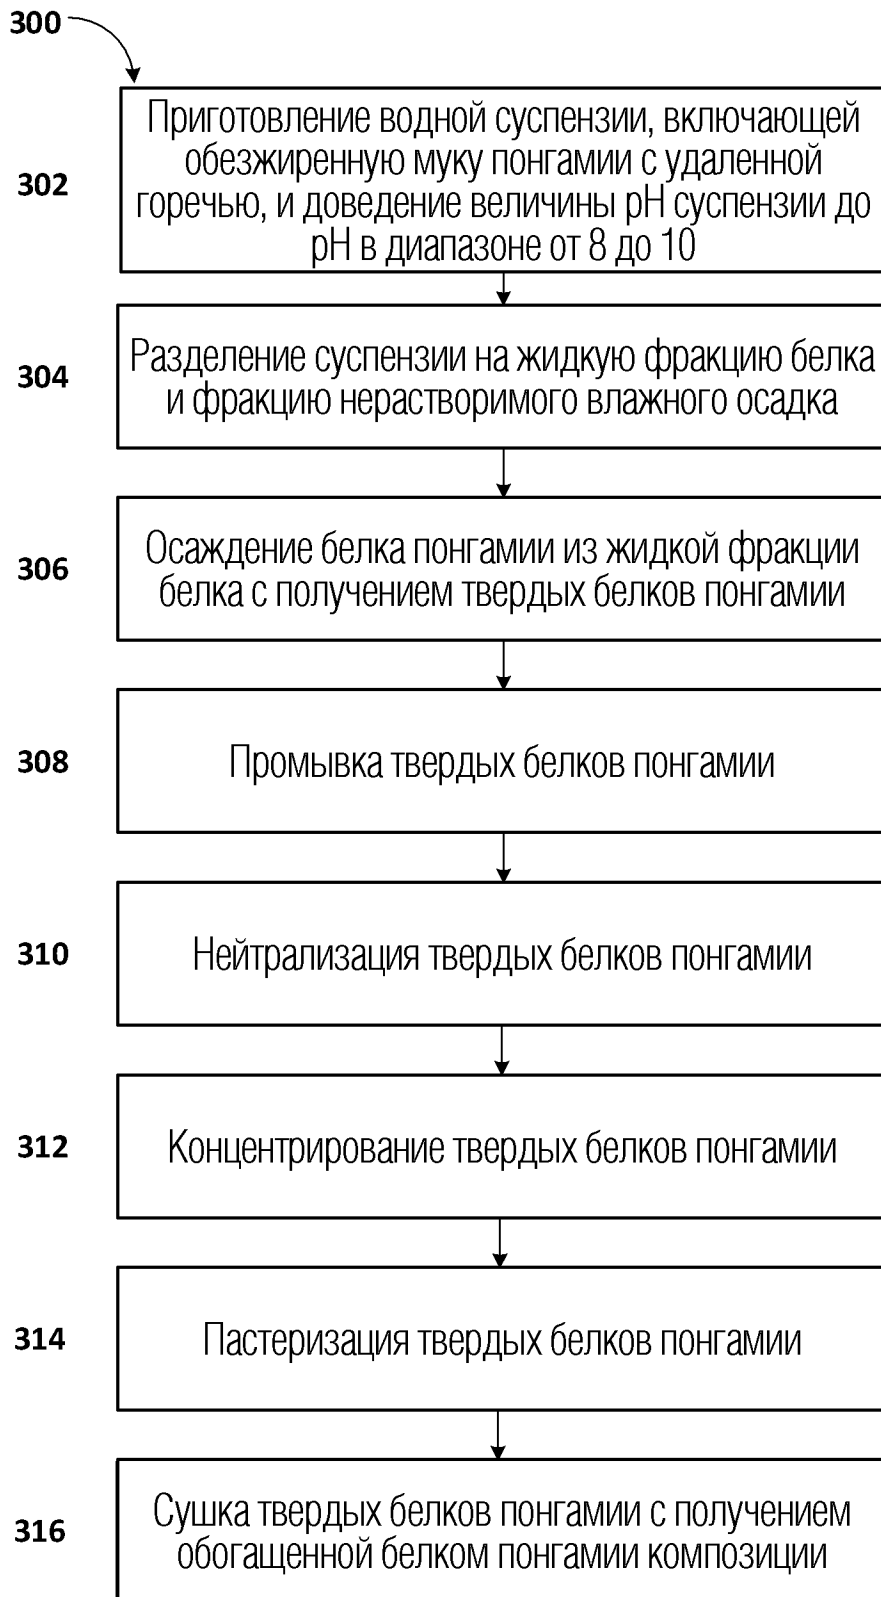 300
302
Приготовление водной суспензии, включающей
обезжиренную муку понгамии с удаленной
горечью, и доведение величины pH суспензии до
pH в диапазоне от 8 до 10
304
Разделение суспензии на жидкую фракцию белка
и фракцию нерастворимого влажного осадка
306
Осаждение белка понгамии из жидкой фракции
белка с получением твердых белков понгамии
308
Промывка твердых белков понгамии
310
Нейтрализация твердых белков понгамии
312
Концентрирование твердых белков понгамии
314
Пастеризация твердых белков понгамии
316
Сушка твердых белков понгамии с получением
обогащенной белком понгамии композиции